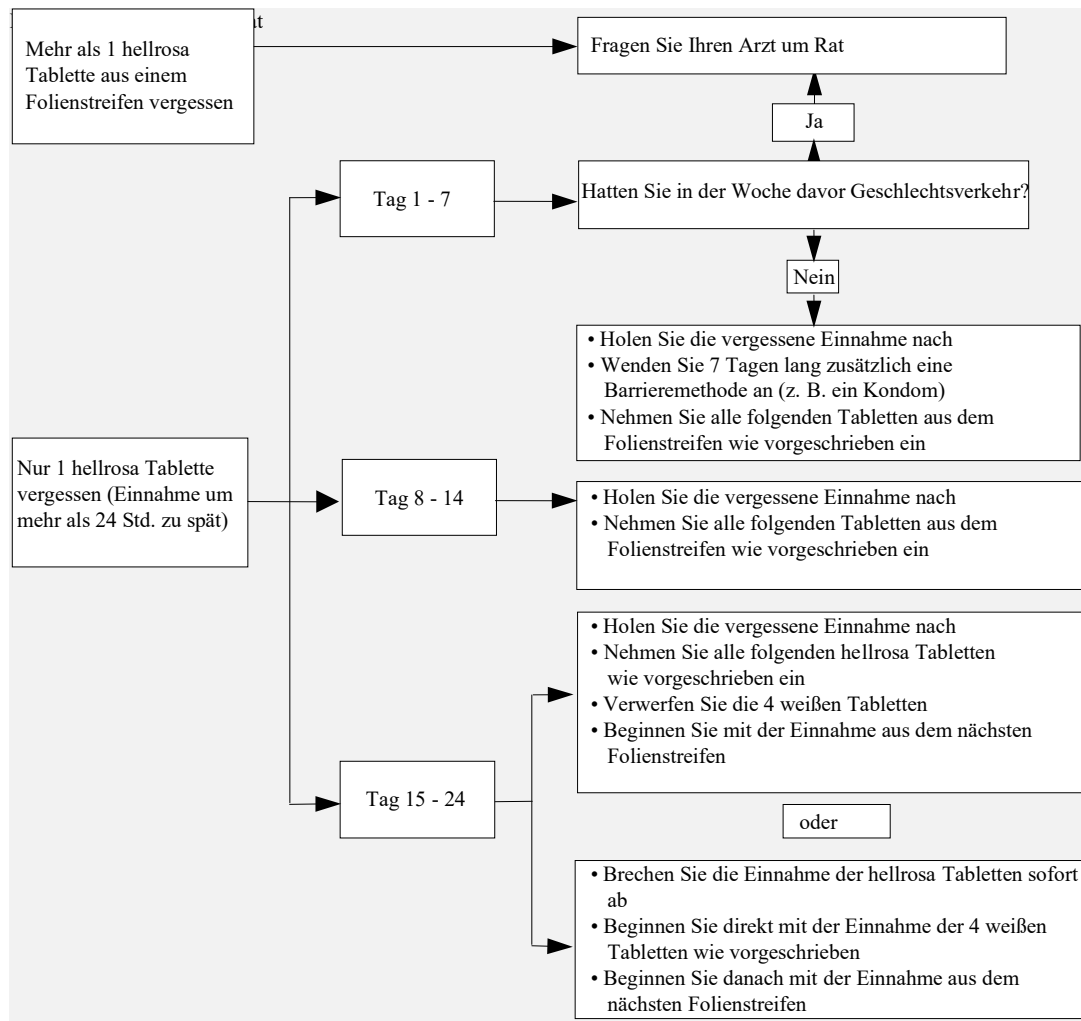 Mehr als 1 hellrosa
Tablette aus einem
Folienstreifen vergessen
Fragen Sie Ihren Arzt um Rat
Ja
Tag 1 - 7
Hatten Sie in der Woche davor Geschlechtsverkehr?
Nein
• Holen Sie die vergessene Einnahme nach
• Wenden Sie 7 Tagen lang zusätzlich eine
Barrieremethode an (z. B. ein Kondom)
• Nehmen Sie alle folgenden Tabletten aus dem
Folienstreifen wie vorgeschrieben ein
Nur 1 hellrosa Tablette
vergessen (Einnahme um
mehr als 24 Std. zu spät)
Tag 8 - 14
• Holen Sie die vergessene Einnahme nach
• Nehmen Sie alle folgenden Tabletten aus dem
Folienstreifen wie vorgeschrieben ein
• Holen Sie die vergessene Einnahme nach
• Nehmen Sie alle folgenden hellrosa Tabletten
wie vorgeschrieben ein
• Verwerfen Sie die 4 weißen Tabletten
• Beginnen Sie mit der Einnahme aus dem nächsten
Folienstreifen
Tag 15 - 24
oder
• Brechen Sie die Einnahme der hellrosa Tabletten sofort
ab
• Beginnen Sie direkt mit der Einnahme der 4 weißen
Tabletten wie vorgeschrieben
• Beginnen Sie danach mit der Einnahme aus dem
nächsten Folienstreifen